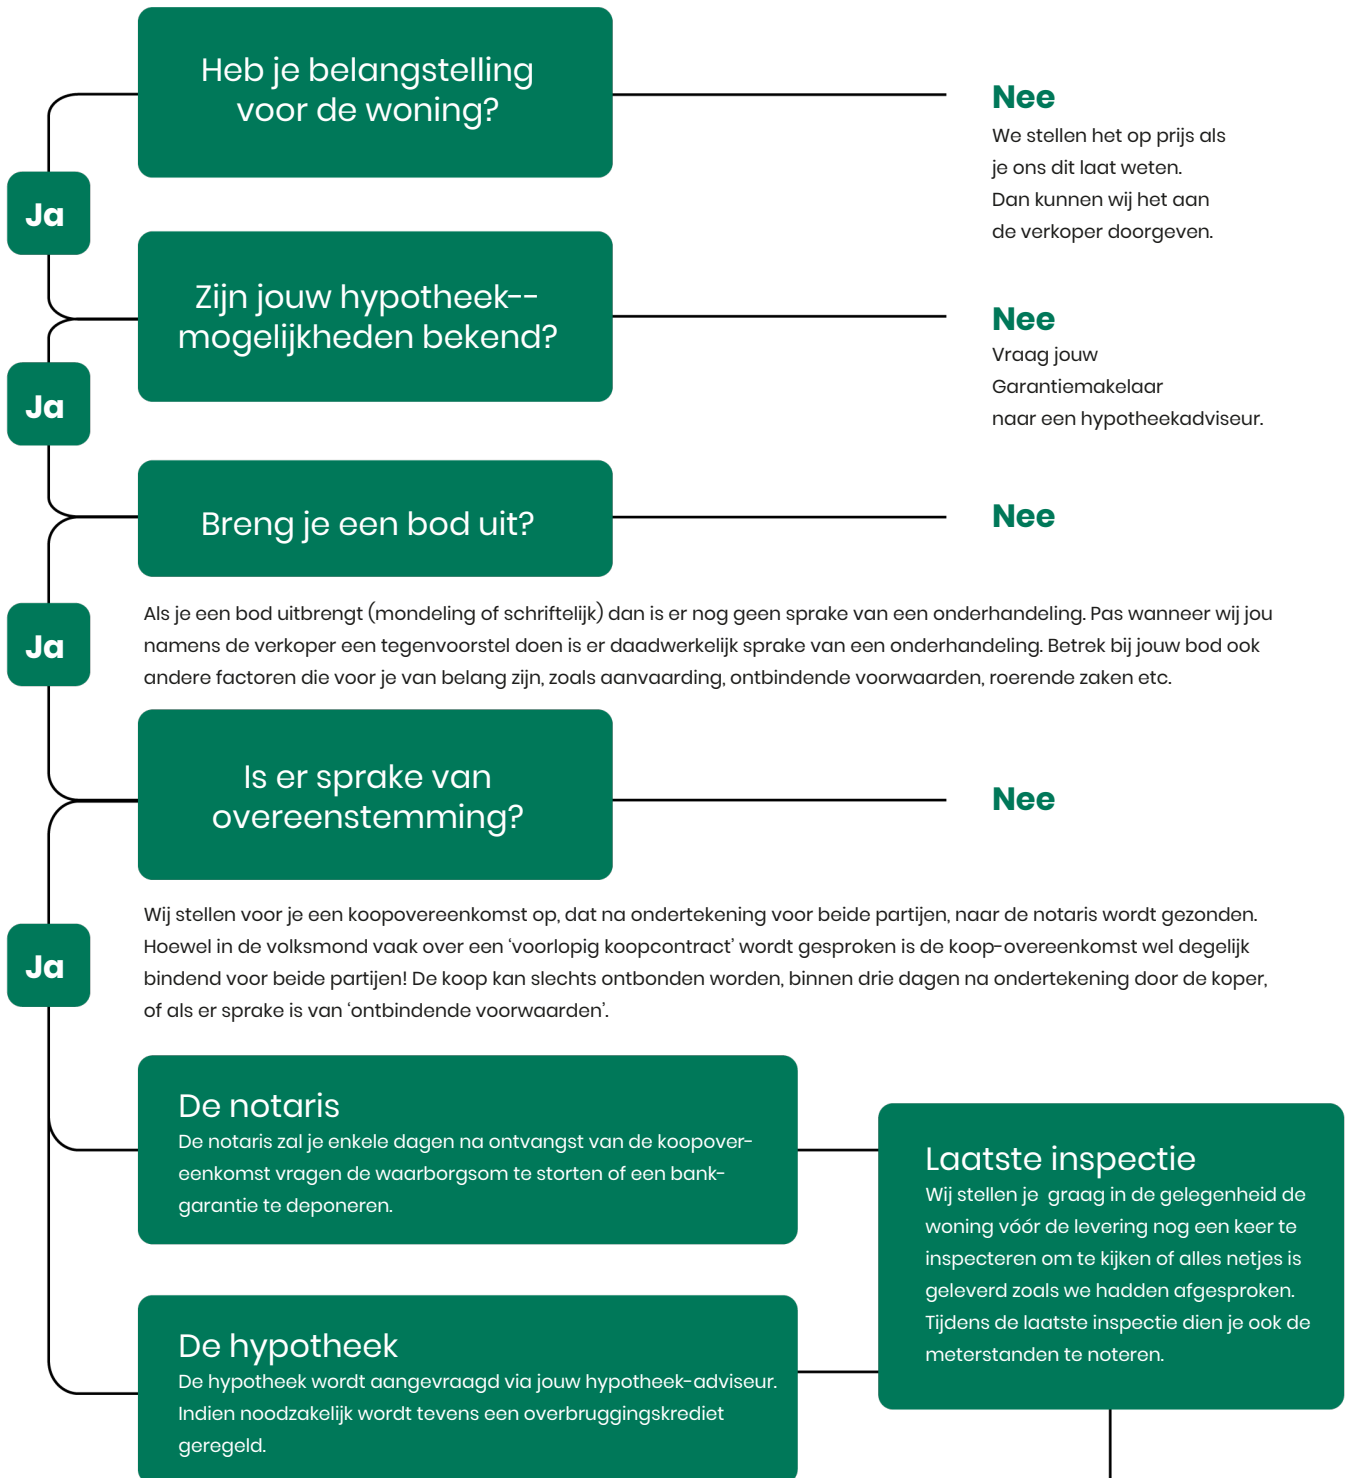 Heb je belangstelling
voor de woning?
Nee
We stellen het op prijs als
je ons dit laat weten.
Dan kunnen wij het aan
de verkoper doorgeven.
Ja
Zijn jouw hypotheek--
mogelijkheden bekend?
Nee
Vraag jouw
Garantiemakelaar
naar een hypotheekadviseur.
Ja
Breng je een bod uit?
Nee
Ja
Als je een bod uitbrengt (mondeling of schriftelijk) dan is er nog geen sprake van een onderhandeling. Pas wanneer wij jou
namens de verkoper een tegenvoorstel doen is er daadwerkelijk sprake van een onderhandeling. Betrek bij jouw bod ook
andere factoren die voor je van belang zijn, zoals aanvaarding, ontbindende voorwaarden, roerende zaken etc.
Is er sprake van
overeenstemming?
Nee
Ja
Wij stellen voor je een koopovereenkomst op, dat na ondertekening voor beide partijen, naar de notaris wordt gezonden.
Hoewel in de volksmond vaak over een ‘voorlopig koopcontract’ wordt gesproken is de koop-overeenkomst wel degelijk
bindend voor beide partijen! De koop kan slechts ontbonden worden, binnen drie dagen na ondertekening door de koper,
of als er sprake is van ‘ontbindende voorwaarden’.
De notaris
De notaris zal je enkele dagen na ontvangst van de koopover-
eenkomst vragen de waarborgsom te storten of een bank-
garantie te deponeren.
Laatste inspectie
Wij stellen je graag in de gelegenheid de
woning vóór de levering nog een keer te
inspecteren om te kijken of alles netjes is
geleverd zoals we hadden afgesproken.
Tijdens de laatste inspectie dien je ook de
meterstanden te noteren.
De hypotheek
De hypotheek wordt aangevraagd via jouw hypotheek-adviseur.
Indien noodzakelijk wordt tevens een overbruggingskrediet
geregeld.